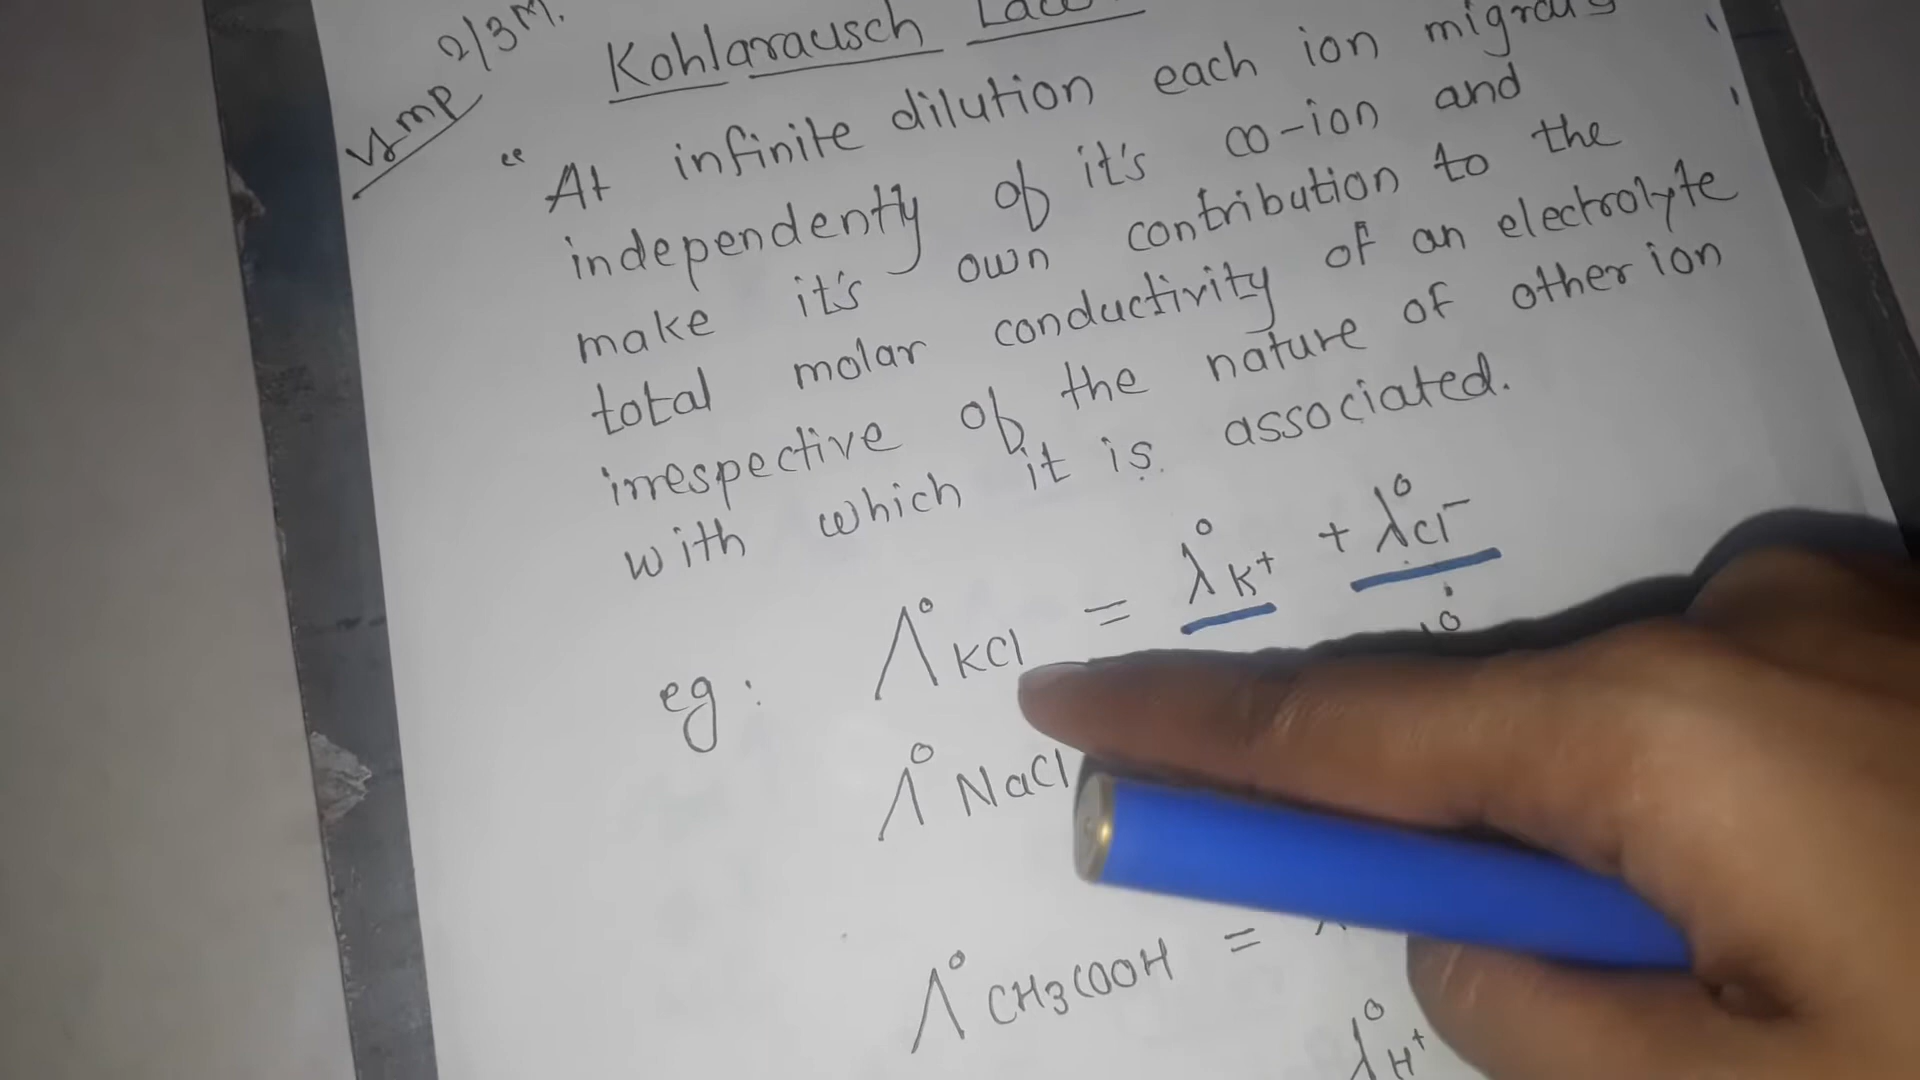 V.Imp 2/3M.
Kohlarausch Law
"At infinite dilution each ion
independently of it's co-ion and
make it's own contribution to the
total molar conductivity of an electrolyte
irrespective of the nature of other ion
with which it is associated.
eg: Λ° KCl = λ° K+ + λ° Cl-
Λ° NaCl
Λ° CH3COOH =
λ° H+